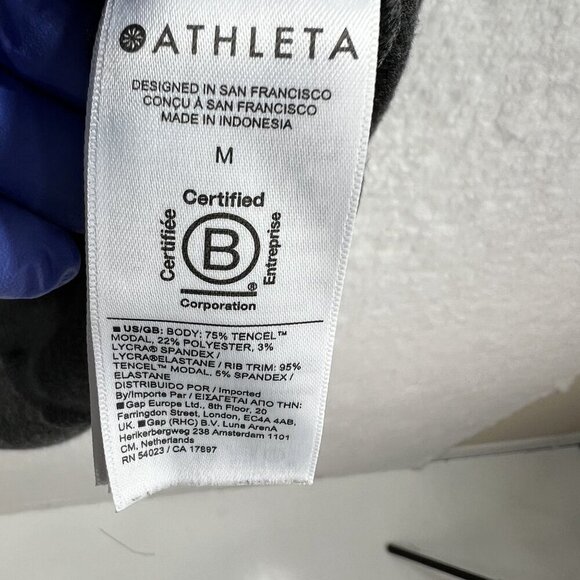 ATHLETA
DESIGNED IN SAN FRANCISCO
CONÇU À SAN FRANCISCO
MADE IN INDONESIA
M
Certified
Certifiée
B
Entreprise
®
Corporation
US/GB: BODY: 75% TENCEL™
MODAL, 22% POLYESTER, 3%
LYCRA® SPANDEX /
LYCRA®ELASTANE / RIB TRIM: 95%
TENCEL™ MODAL. 5% SPANDEX /
ELASTANE
DISTRIBUIDO POR / Imported
By/Importe Par / ΕΙΣΑΓΕΤΑΙ ΑΠΟ ΤΗΝ:
Gap Europe Ltd., 8th Floor, 20
Farringdon Street, London, EC4A 4AB,
UK. Gap (RHC) B.V. Luna ArenA
Herikerbergweg 238 Amsterdam 1101
CM, Netherlands
RN 54023 / CA 17897